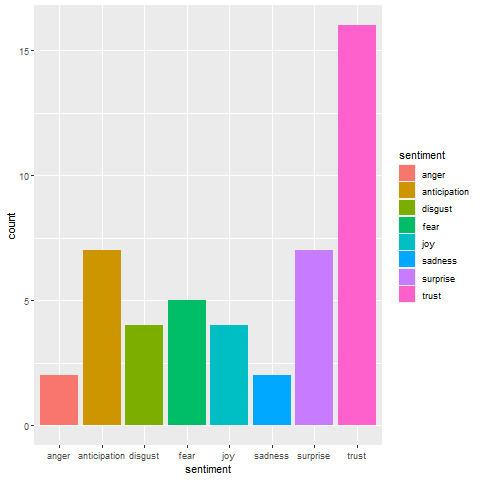 15
10
5
0
count
anger anticipation disgust fear joy sadness surprise trust
sentiment
sentiment
anger
anticipation
disgust
fear
joy
sadness
surprise
trust